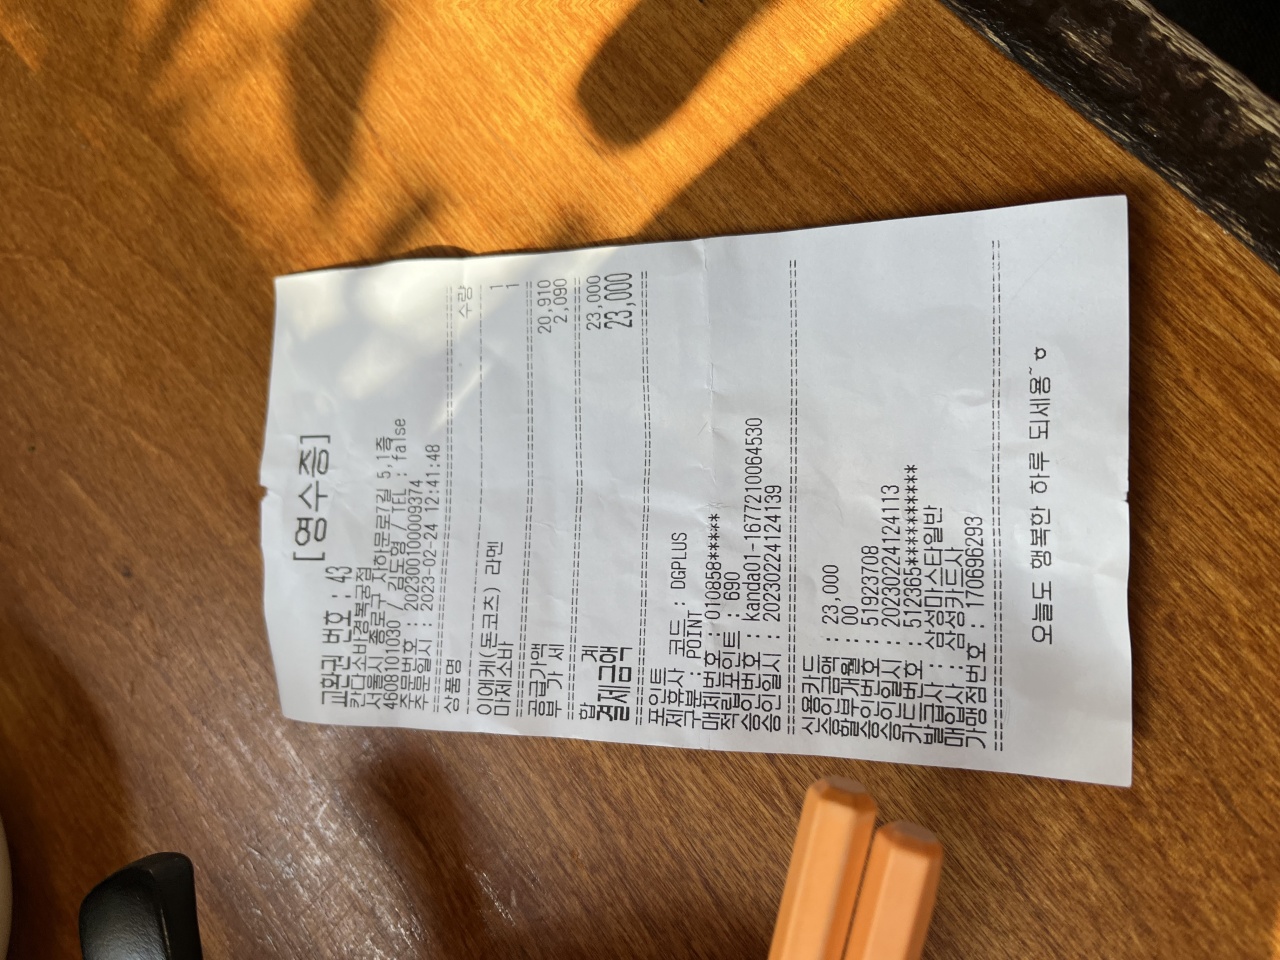 [영수증]
교환권 번호 : 43
칸다소바경복궁점
서울시 종로구 자하문로7길 5,1층
4608101030 / 김도형 / TEL : false
주문번호 : 20230010009374
주문일시 : 2023-02-24 12:41:48
상품명 수량
이에케(돈코츠) 라멘 1
마제소바 1
공급가액 20,910
부 가 세 2,090
합 계 23,000
결제금액 23,000
포인트
제휴사 코드 : DGPLUS
구분 : POINT
매체번호 : 010858*****
적립포인트 : 690
승인번호 : kanda01-1677210064530
승인일시 : 20230224124139
신용카드
승인금액 : 23,000
할부개월 : 00
승인번호 : 51923708
승인일시 : 20230224124113
카드번호 : 512365**********
발급사 : 삼성마스타일반
매입사 : 삼성카드사
가맹점번호 : 170696293
오늘도 행복한 하루 되세용~ㅎ